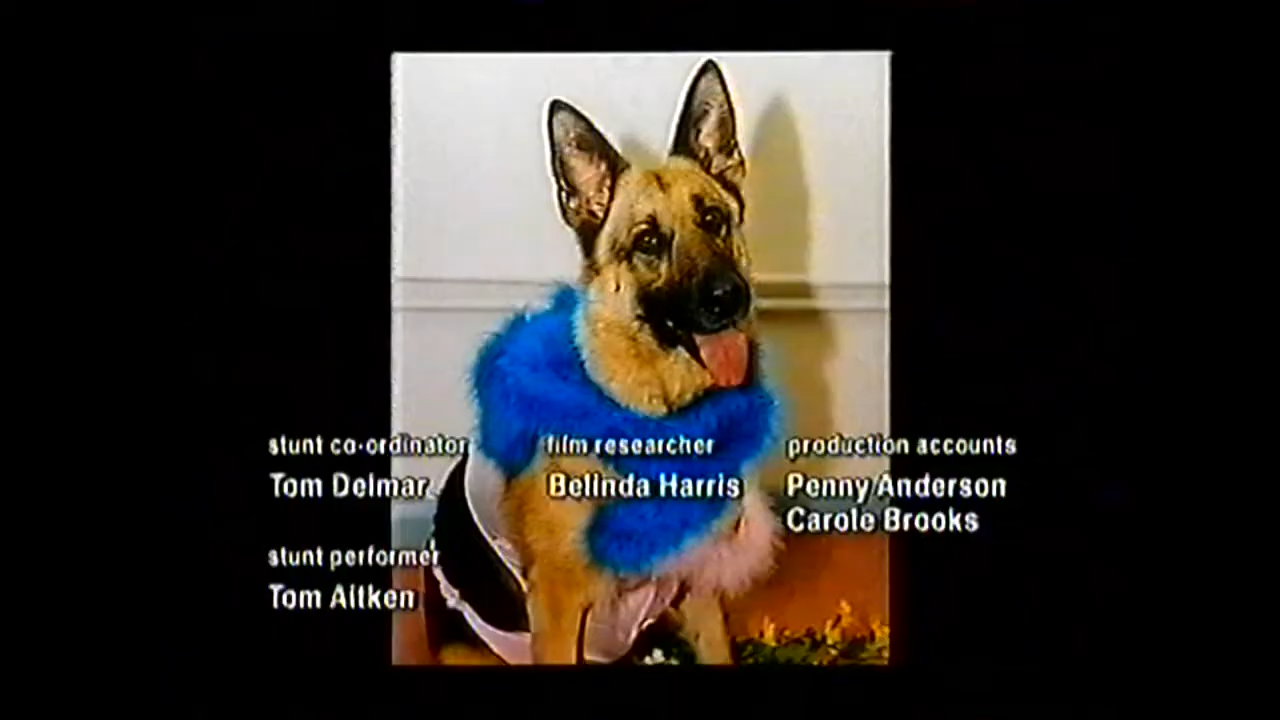 stunt co-ordinator
Tom Delmar
stunt performer
Tom Aitken
film researcher
Belinda Harris
production accounts
Penny Anderson
Carole Brooks